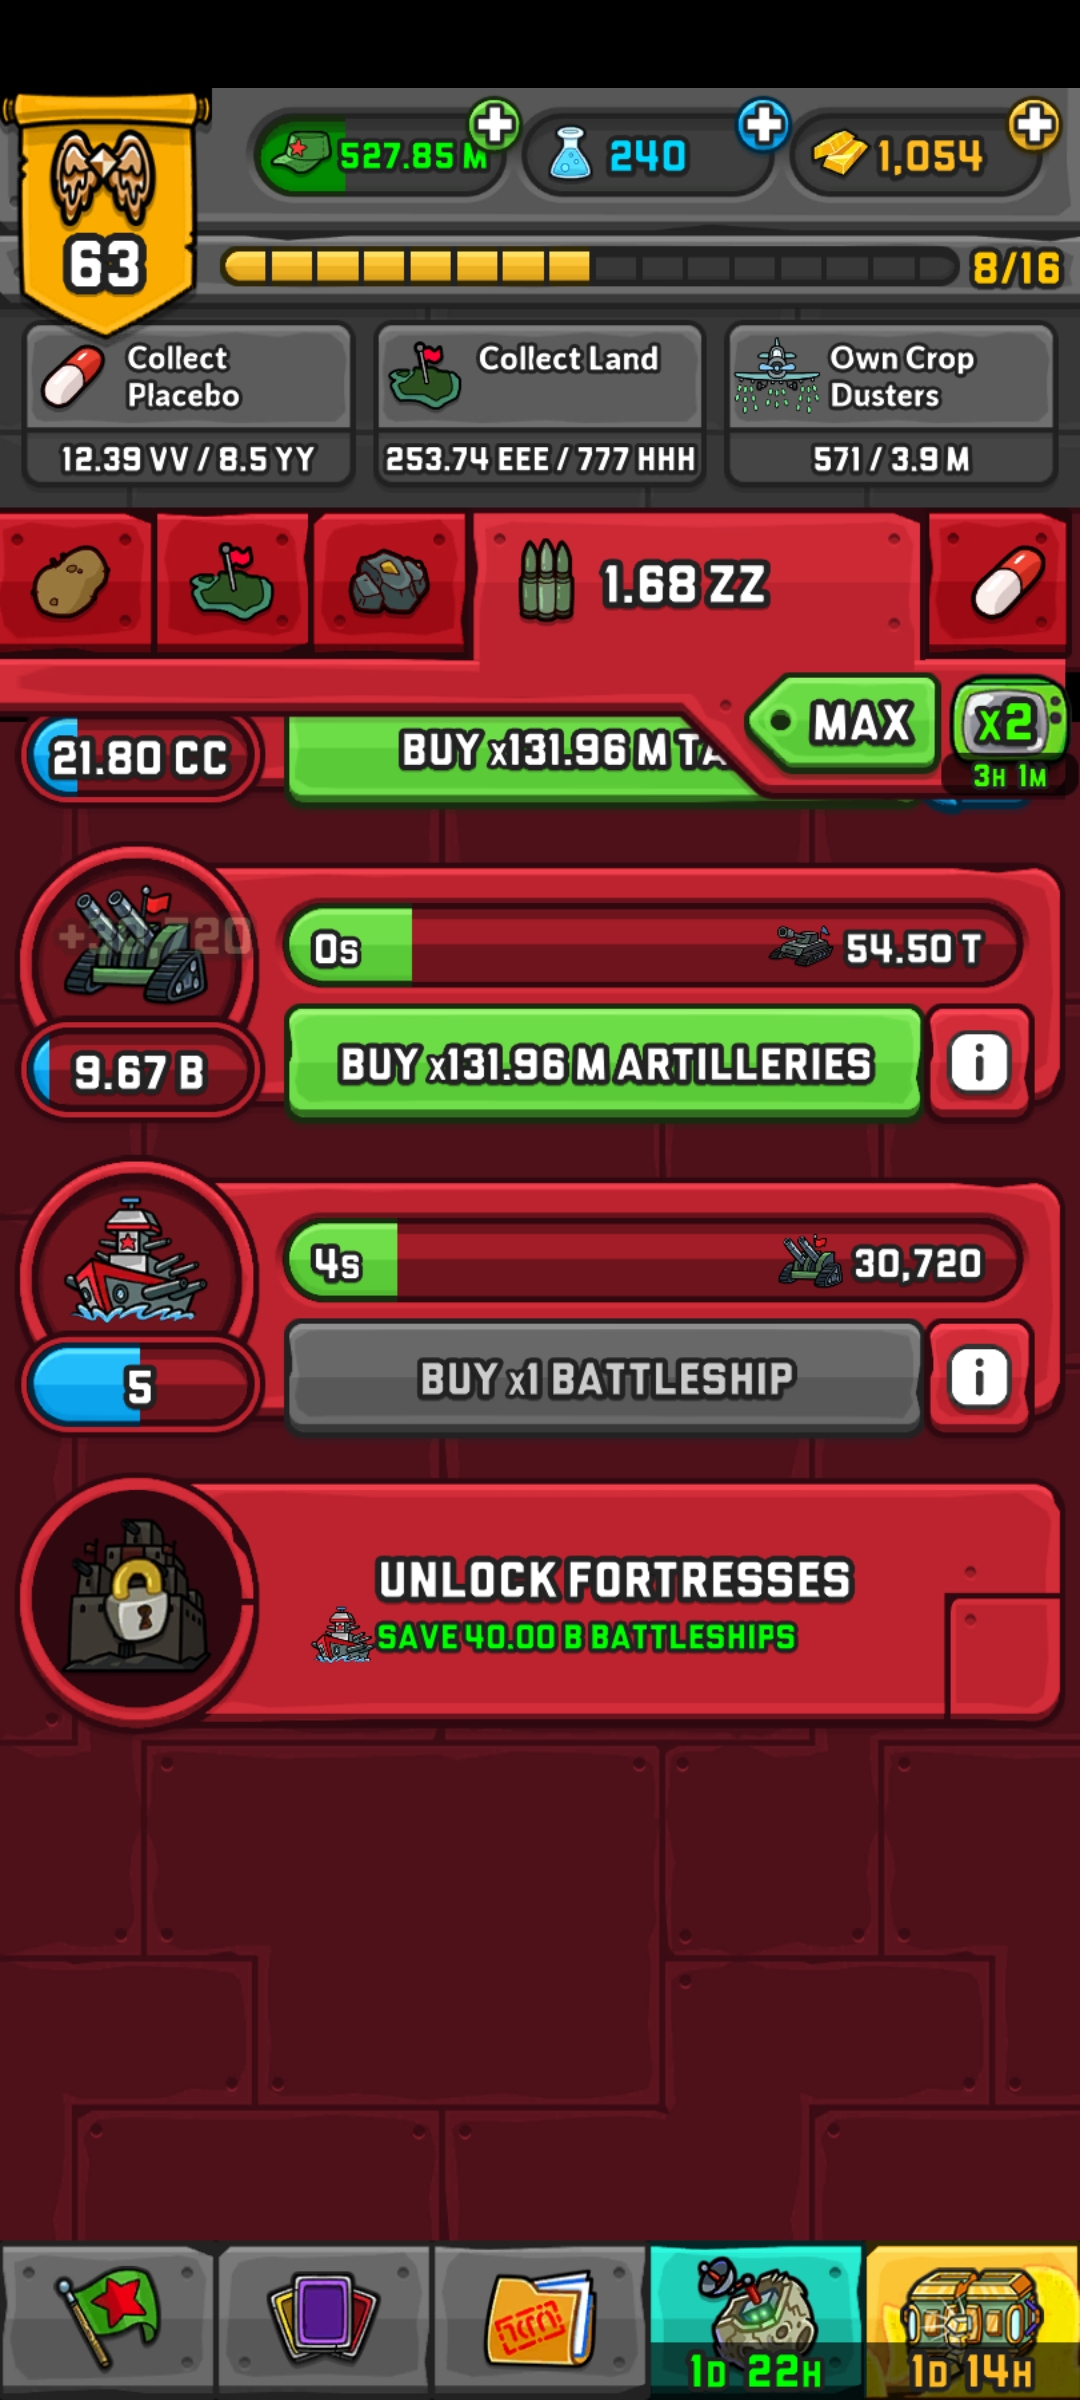 527.85 M
240
1,054
63
8/16
Collect
Placebo
12.39 VV / 8.5 YY
Collect Land
253.74 EEE / 777 HHH
Own Crop
Dusters
571 / 3.9 M
1.68 ZZ
MAX
x2
3H 1M
21.80 CC
BUY x131.96 M TA
+30,720
0s
54.50 T
9.67 B
BUY x131.96 M ARTILLERIES
i
4s
30,720
5
BUY x1 BATTLESHIP
i
UNLOCK FORTRESSES
SAVE 40.00 B BATTLESHIPS
1D 22H
1D 14H